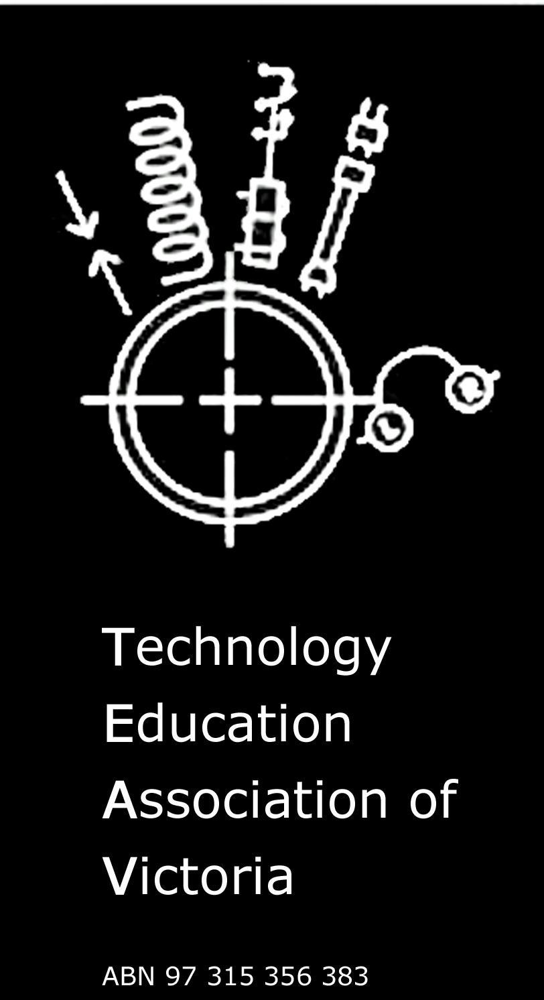 Technology
Education
Association of
Victoria
ABN 97 315 356 383